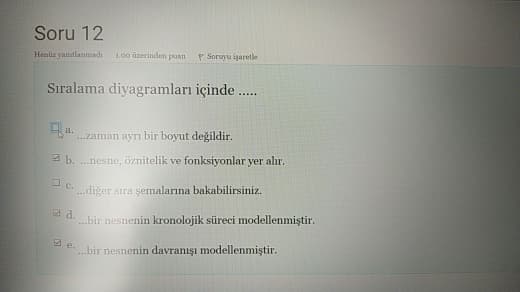 Soru 12
Henüz yanıtlanmadı 1,00 üzerinden puan Soruyu işaretle
Sıralama diyagramları içinde .....
a. ...zaman ayrı bir boyut değildir.
b. ...nesne, öznitelik ve fonksiyonlar yer alır.
c. ...diğer sıra şemalarına bakabilirsiniz.
d. ...bir nesnenin kronolojik süreci modellenmiştir.
e. ...bir nesnenin davranışı modellenmiştir.